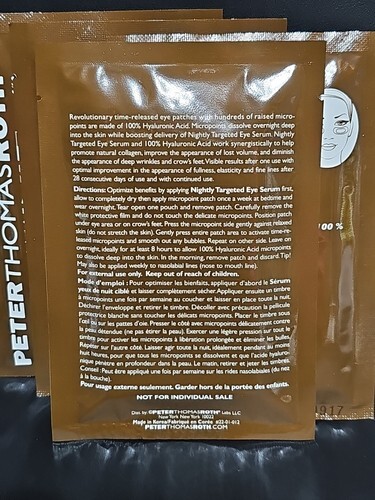 Revolutionary time-released eye patches with hundreds of raised micro-
points are made of 100% Hyaluronic Acid. Micropoints dissolve overnight deep
into the skin while boosting delivery of Nightly Targeted Eye Serum. Nightly
Targeted Eye Serum and 100% Hyaluronic Acid work synergistically to help
promote natural collagen, improve the appearance of lost volume, and diminish
the appearance of deep wrinkles and crow's feet. Visible results after one use with
optimal improvement in the appearance of fullness, elasticity and fine lines after
28 consecutive days of use and with continued use.
Directions: Optimize benefits by applying Nightly Targeted Eye Serum first,
allow to completely dry then apply micropoint patch once a week at bedtime and
wear overnight. Tear open one pouch and remove patch. Carefully remove the
white protective film and do not touch the delicate micropoints. Position patch
under eye area or on crow's feet. Press the micropoint side gently against relaxed
skin (do not stretch the skin). Gently press entire patch area to activate time-re-
leased micropoints and smooth out any bubbles. Repeat on other side. Leave on
overnight, ideally for at least 8 hours to allow 100% Hyaluronic Acid micropoints
to dissolve deep into the skin. In the morning, remove patch and discard. Tip!
May also be applied weekly to nasolabial lines (nose to mouth line).
For external use only. Keep out of reach of children.
Mode d'emploi : Pour optimiser les bienfaits, appliquer d'abord le Sérum
yeux de nuit ciblé et laisser complètement sécher. Appliquer ensuite un timbre
à micropoints une fois par semaine au coucher et laisser en place toute la nuit.
Déchirer l'enveloppe et retirer le timbre. Décoller avec précaution la pellicule
protectrice blanche sans toucher les délicats micropoints. Placer le timbre sous
l'œil ou sur les pattes d'oie. Presser le côté avec micropoints délicatement contre
la peau détendue (ne pas étirer la peau). Exercer une légère pression sur tout le
timbre pour activer les micropoints à libération prolongée et éliminer les bulles.
Répéter sur l'autre côté. Laisser agir toute la nuit, idéalement pendant au moins
huit heures, pour que tous les micropoints se dissolvent et que l'acide hyaluro-
nique pénètre en profondeur dans la peau. Le matin, retirer et jeter les timbres.
Conseil : Peut être appliqué une fois par semaine sur les rides nasolabiales (du nez
à la bouche).
Pour usage externe seulement. Garder hors de la portée des enfants.
NOT FOR INDIVIDUAL SALE
Dist. by: ©PETERTHOMASROTH® Labs LLC
New York New York 10022
Made in Korea/Fabriqué en Corée #22-01-012
PETERTHOMASROTH.COM
PETERTHOMASROTH
100 %